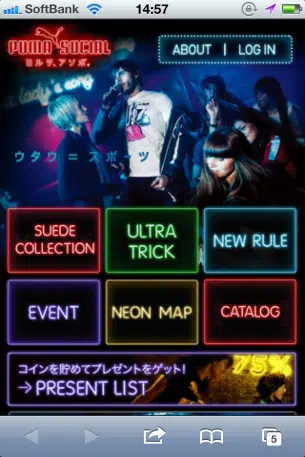 SoftBank 14:57
PUMA SOCIAL
ヨルヲ、アソボ。
ABOUT | LOG IN
ウタウ=スポーツ
SUEDE
COLLECTION
ULTRA
TRICK
NEW RULE
EVENT
NEON MAP
CATALOG
コインを貯めてプレゼントをゲット!
→PRESENT LIST
75%
5